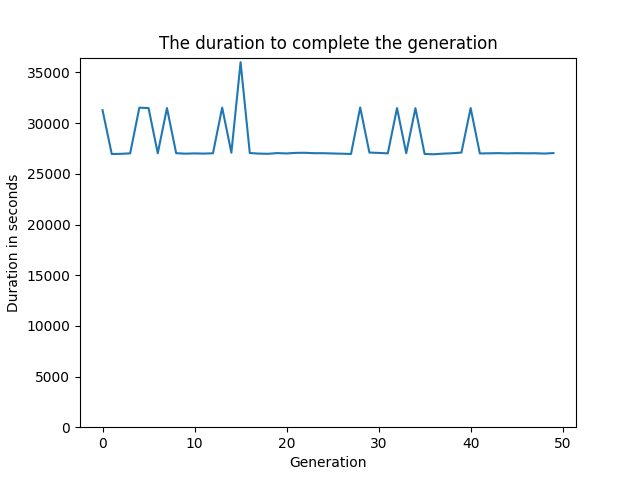 The duration to complete the generation
35000
30000
25000
20000
15000
10000
5000
0
Duration in seconds
0 10 20 30 40 50
Generation